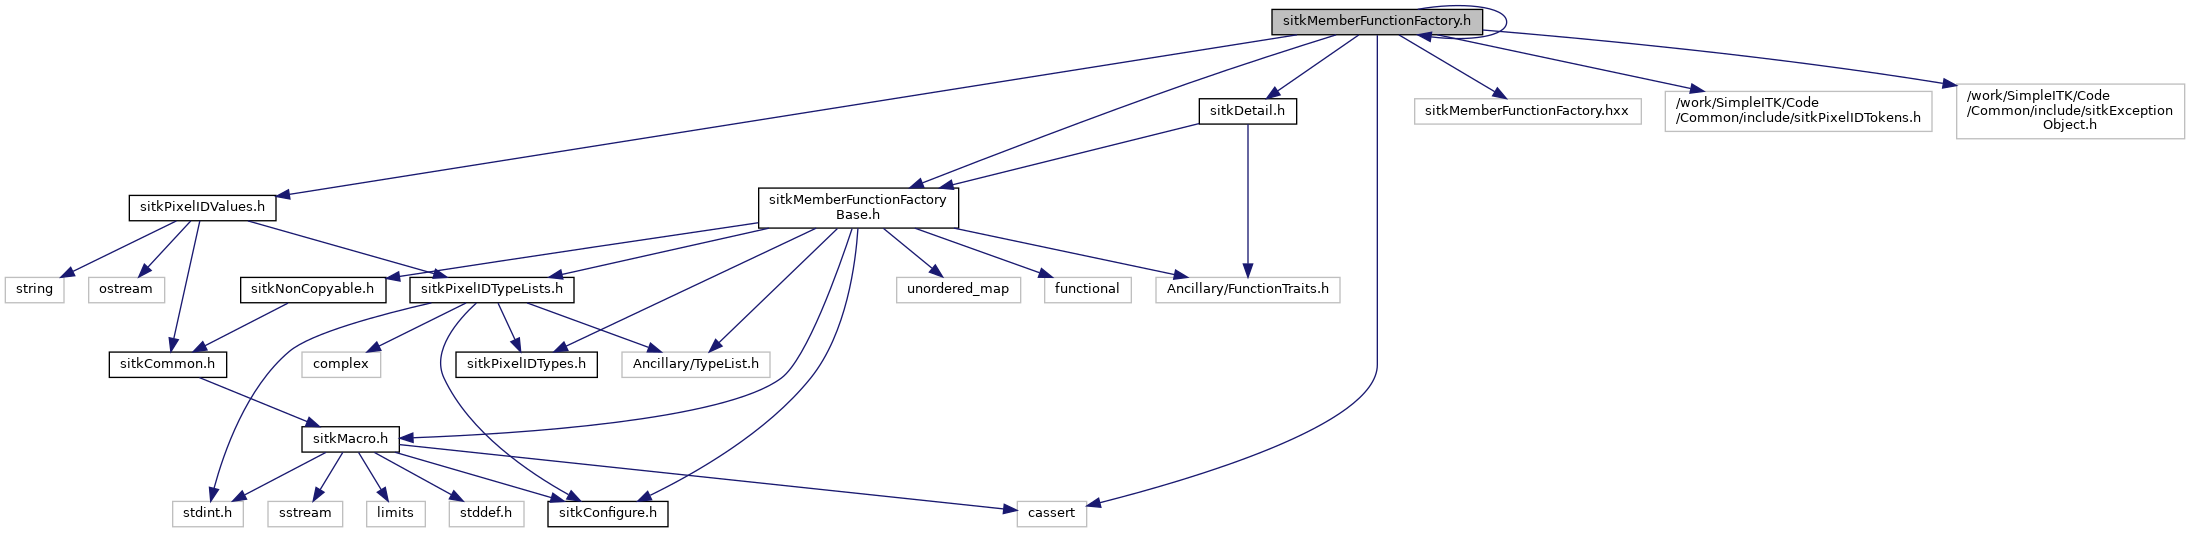 sitkMemberFunctionFactory.h
sitkDetail.h
sitkMemberFunctionFactory.hxx
/work/SimpleITK/Code
/Common/include/sitkPixelIDTokens.h
/work/SimpleITK/Code
/Common/include/sitkException
Object.h
sitkPixelIDValues.h
sitkMemberFunctionFactory
Base.h
string
ostream
sitkNonCopyable.h
sitkPixelIDTypeLists.h
unordered_map
functional
Ancillary/FunctionTraits.h
sitkCommon.h
complex
sitkPixelIDTypes.h
Ancillary/TypeList.h
sitkMacro.h
stdint.h
sstream
limits
stddef.h
sitkConfigure.h
cassert